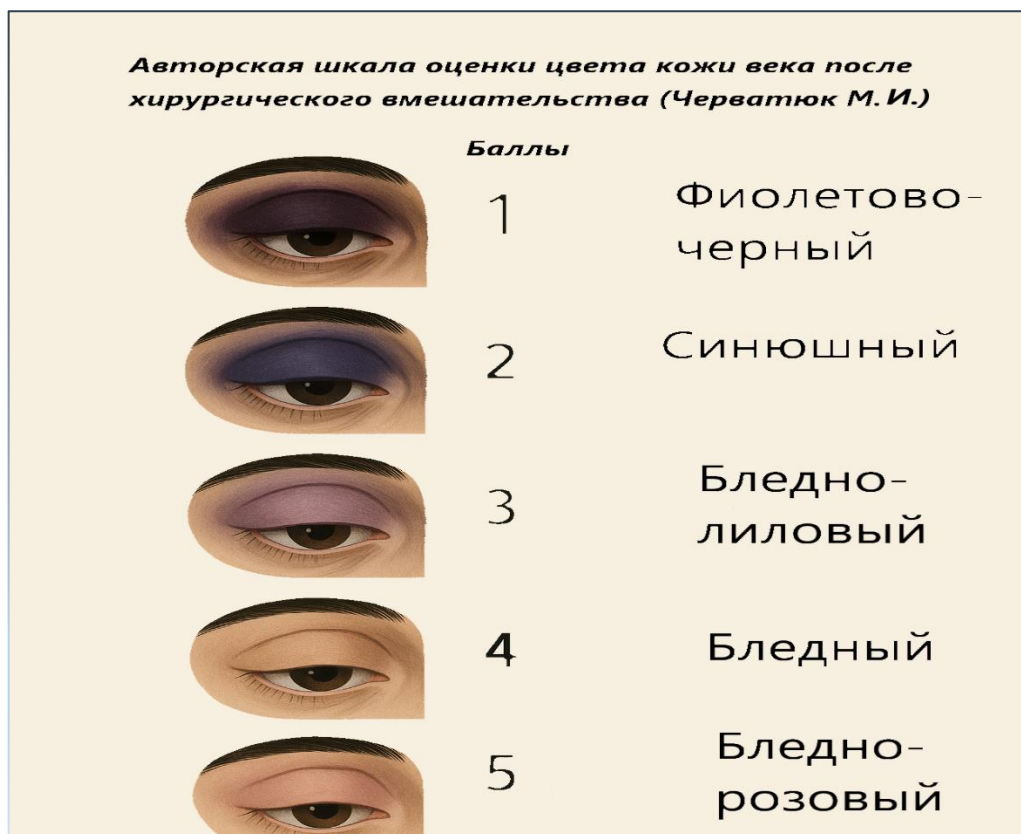 Авторская шкала оценки цвета кожи века после
хирургического вмешательства (Черватюк М.И.)
Баллы
1
Фиолетово-
черный
2
Синюшный
3
Бледно-
лиловый
4
Бледный
5
Бледно-
розовый